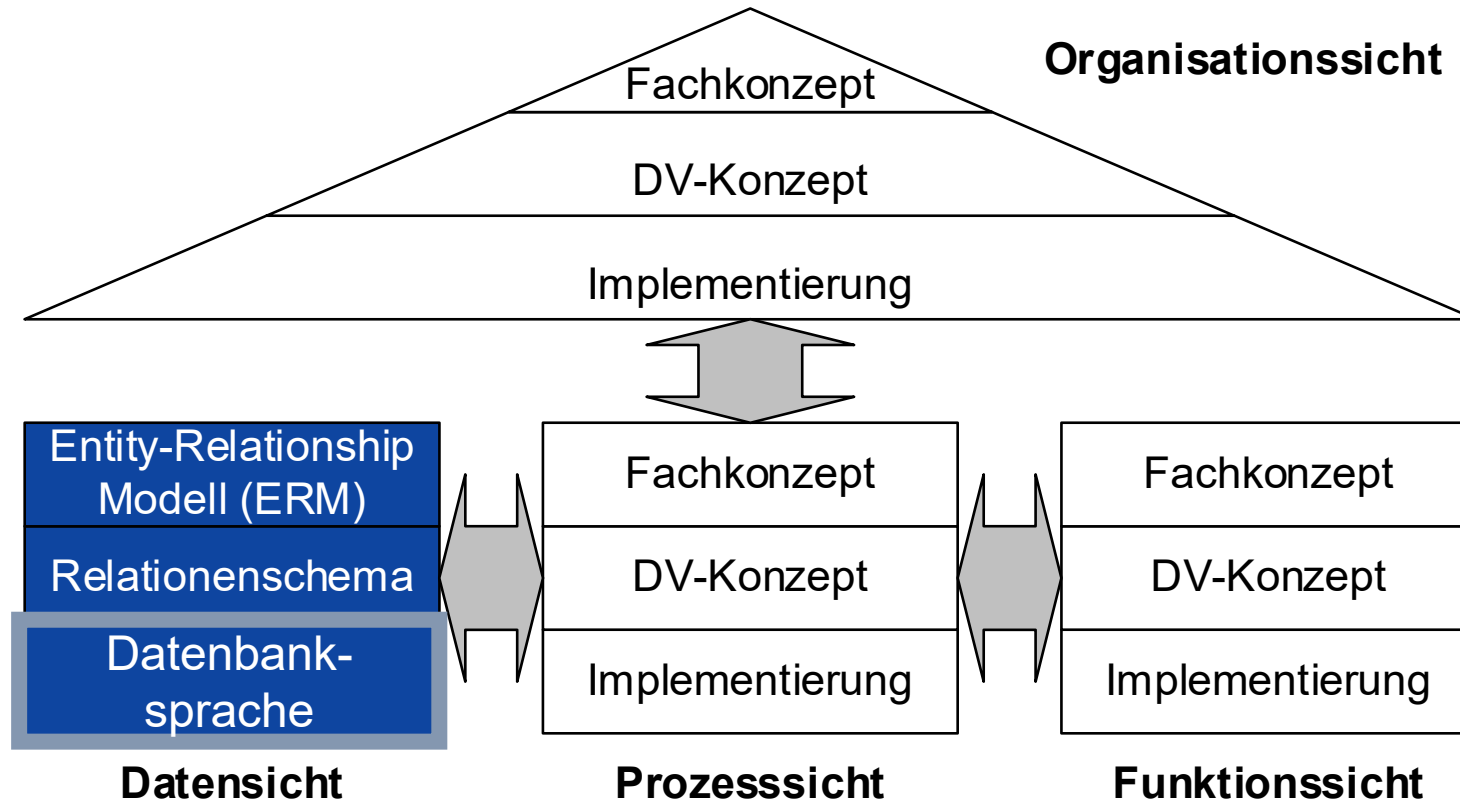 Organisationssicht
Fachkonzept
DV-Konzept
Implementierung
Entity-Relationship
Modell (ERM)
Relationenschema
Datenbank-
sprache
Datensicht
Fachkonzept
DV-Konzept
Implementierung
Prozesssicht
Fachkonzept
DV-Konzept
Implementierung
Funktionssicht